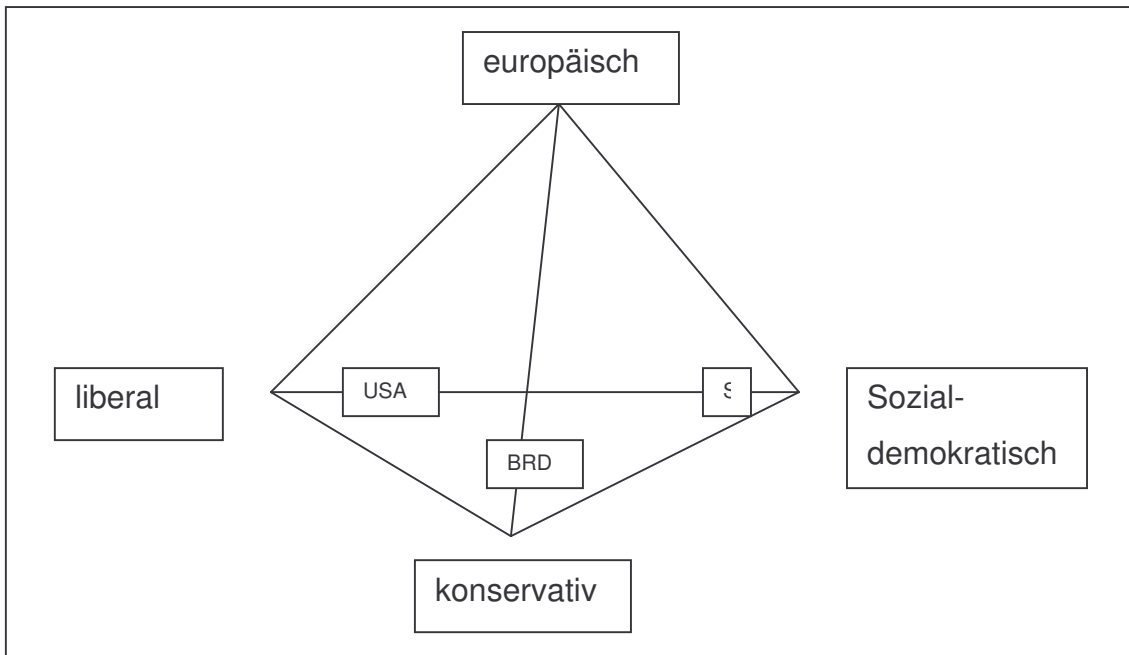 europäisch
liberal
USA
S
Sozial-
demokratisch
BRD
konservativ